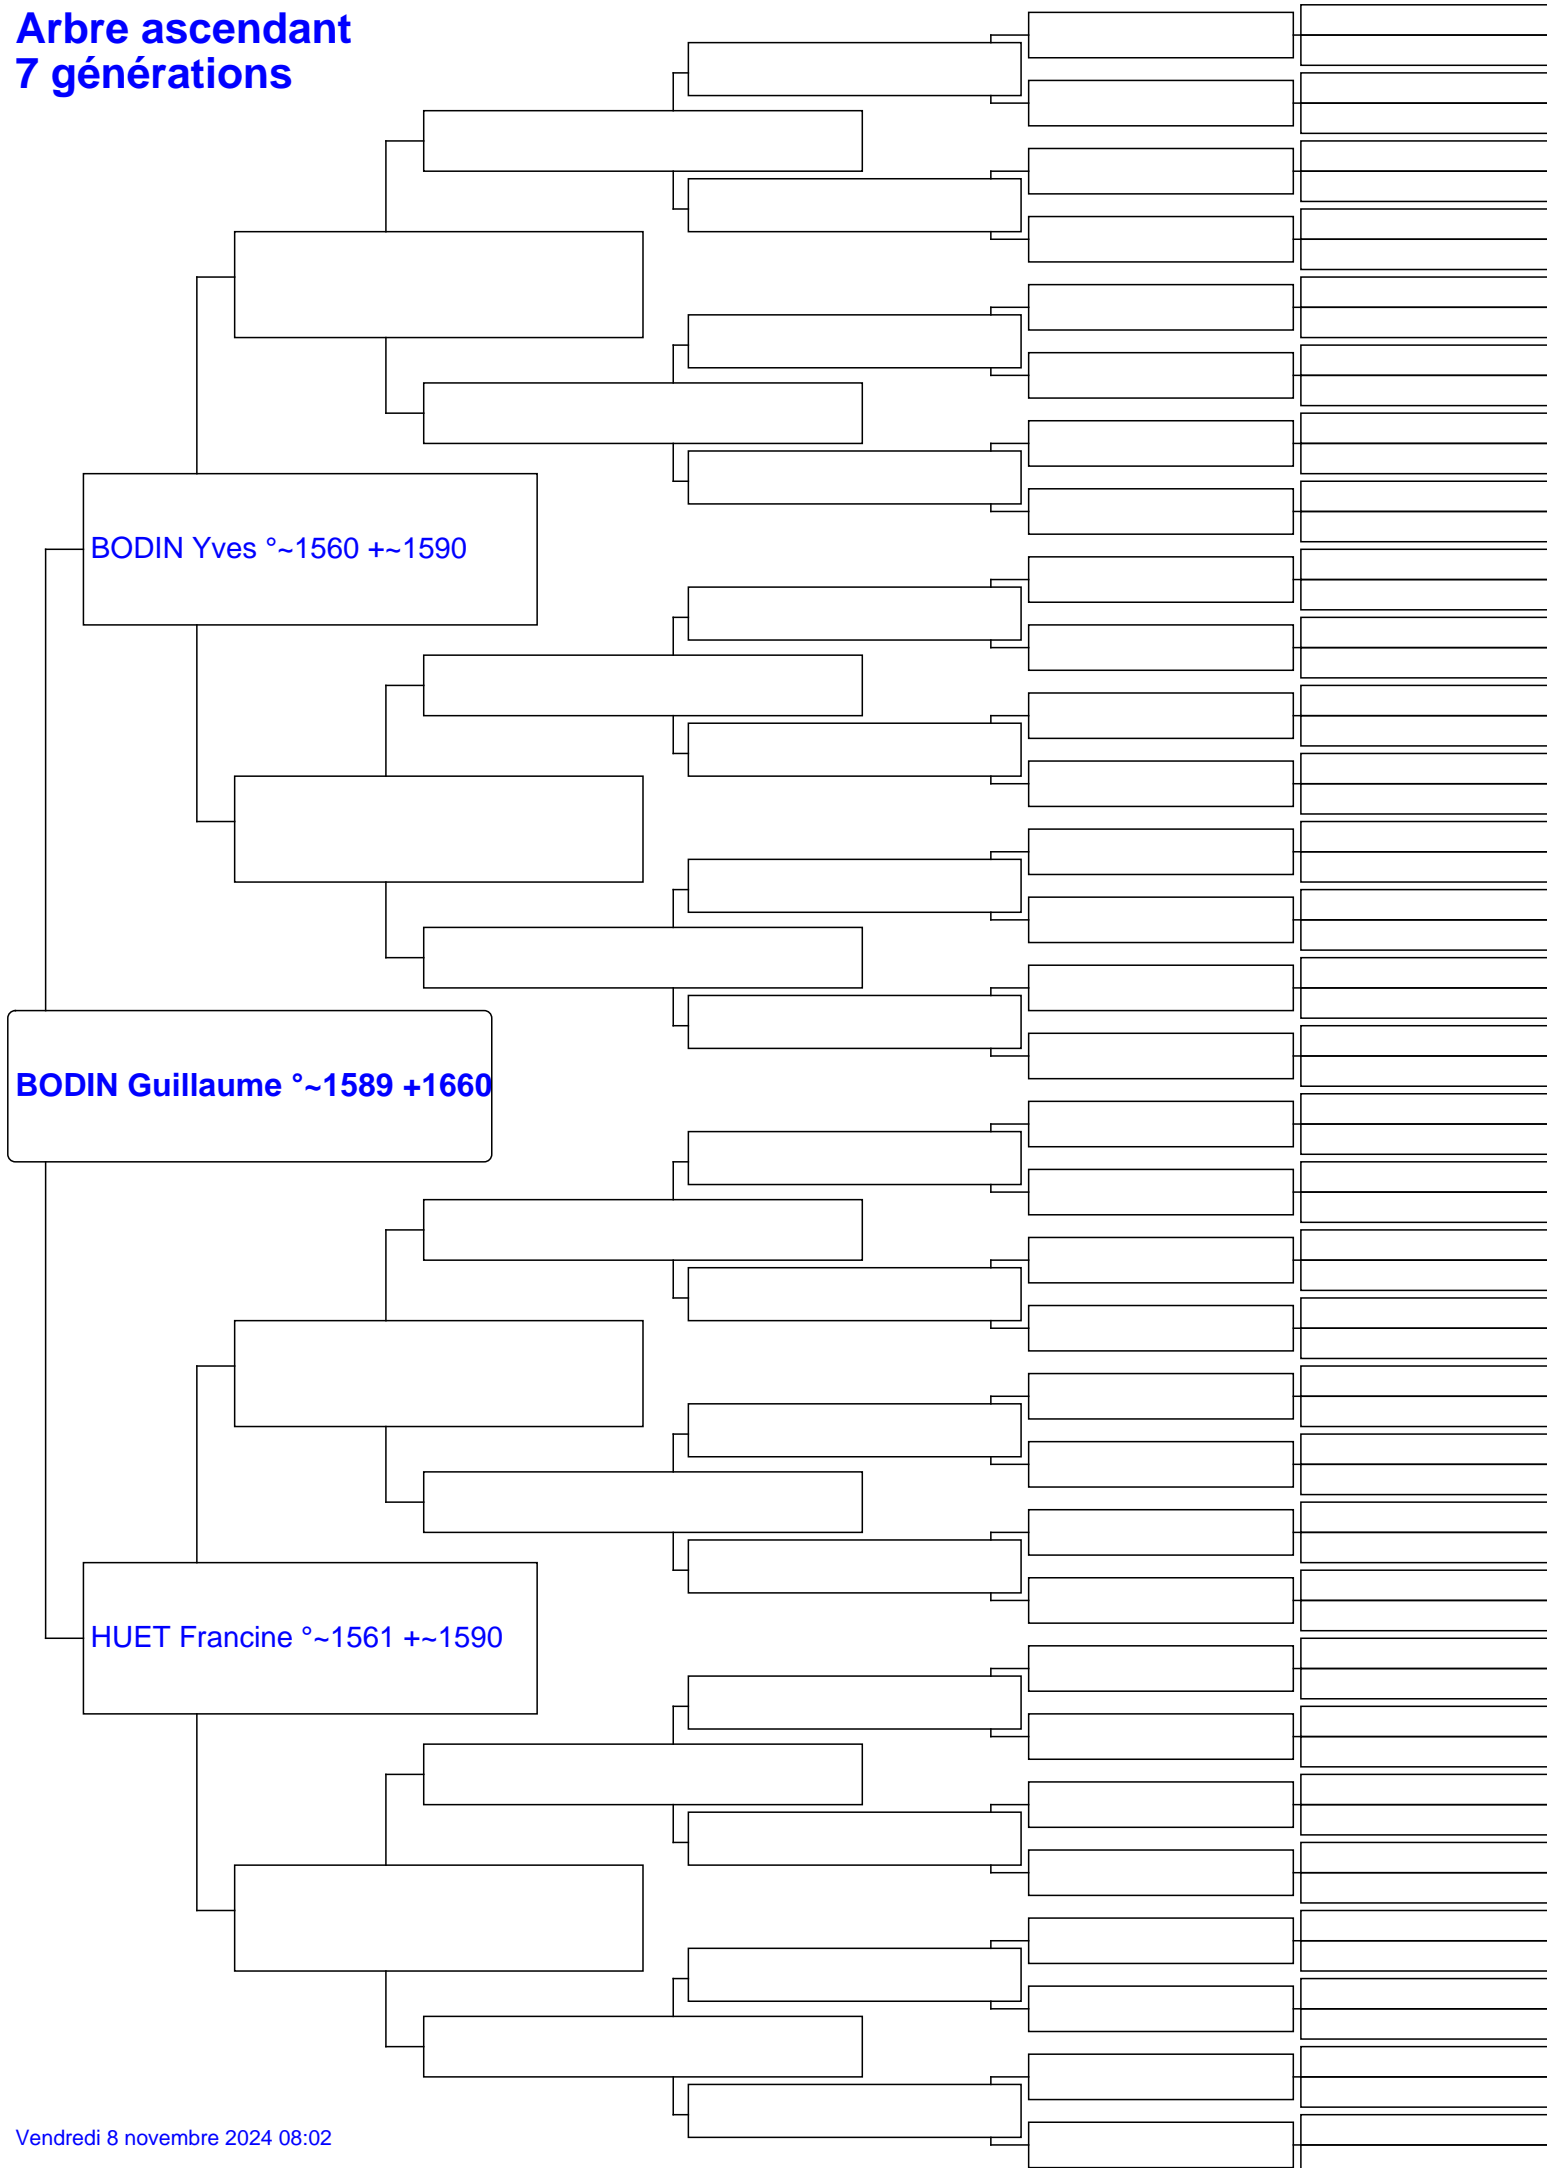 Arbre ascendant
7 générations
BODIN Yves °~1560 +~1590
BODIN Guillaume °~1589 +1660
HUET Francine °~1561 +~1590
Vendredi 8 novembre 2024 08:02